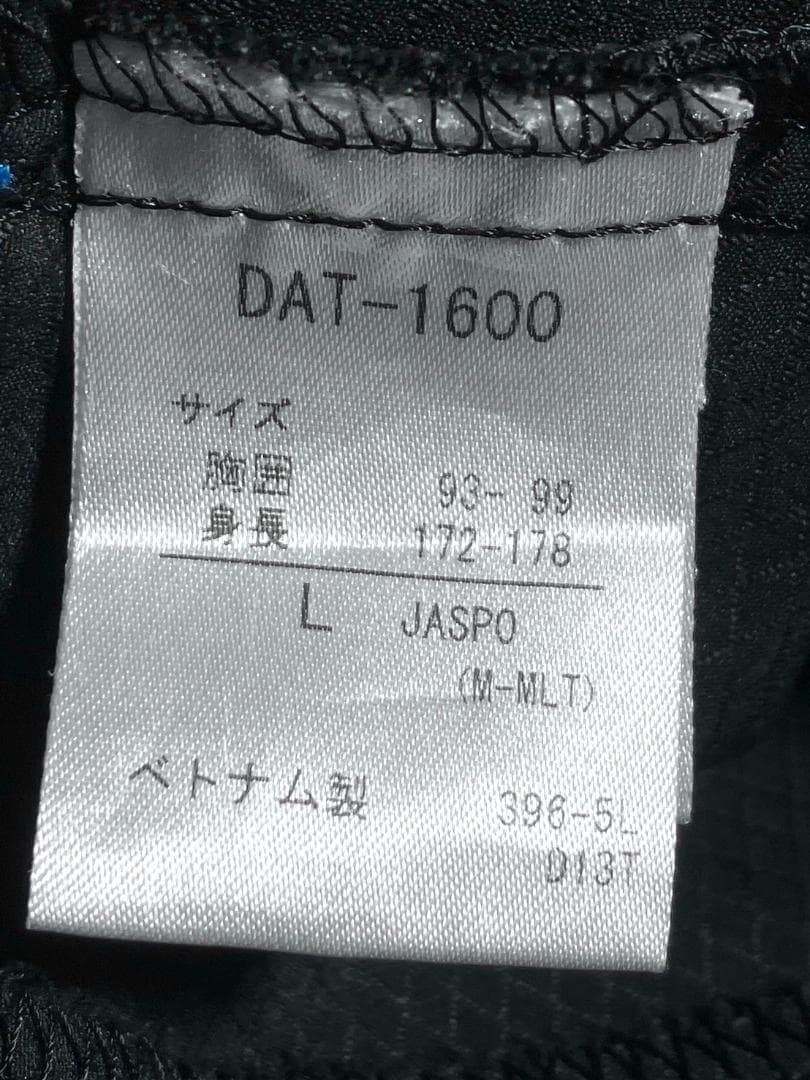 DAT-1600
サイズ
胸囲 93- 99
身長 172-178
L JASPO
(M-MLT)
ベトナム製 396-5L
D13T